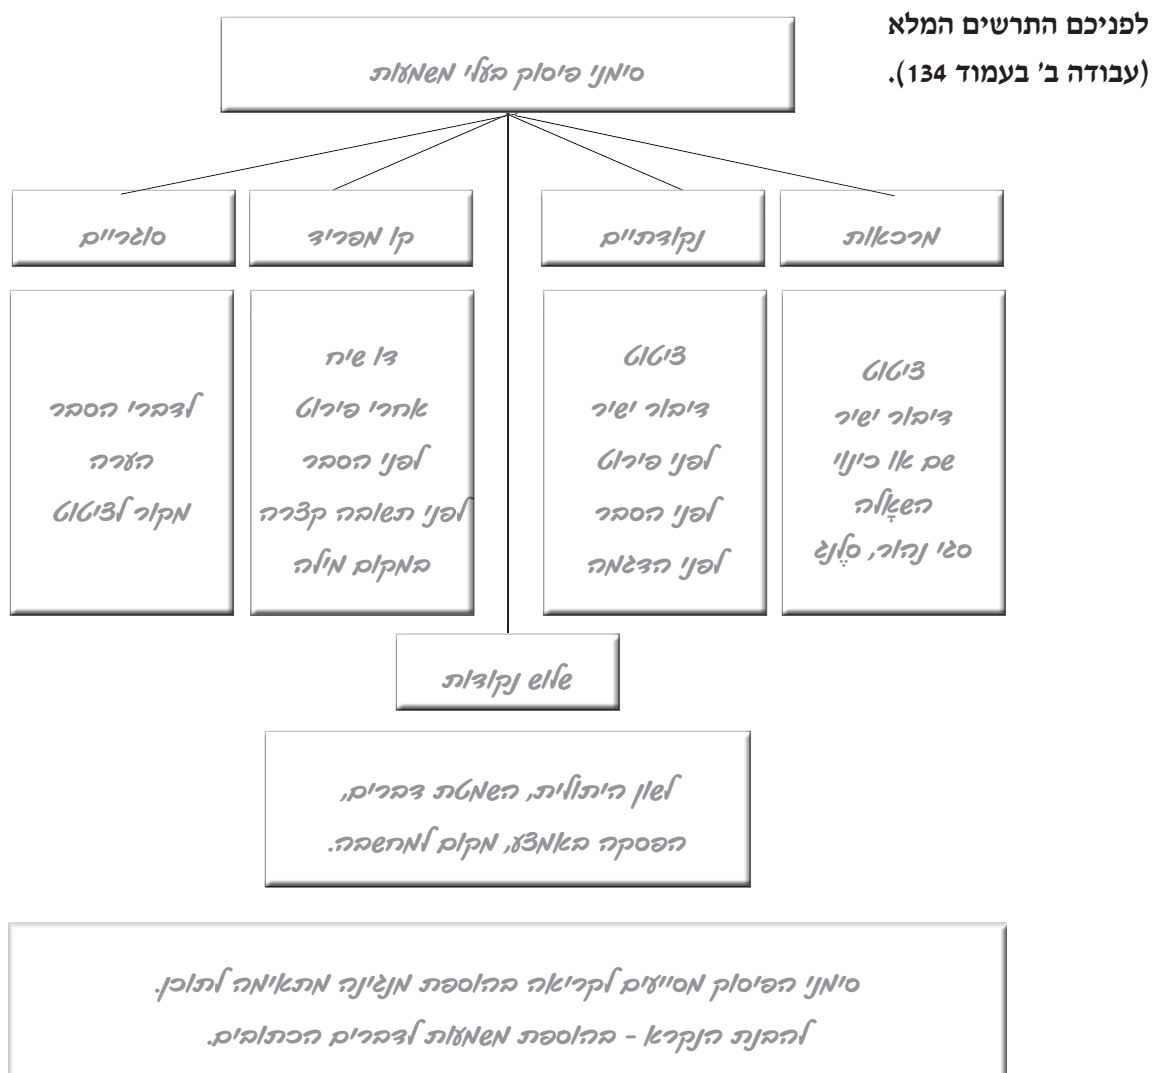 לפניכם התרשים המלא
(עבודה ב' בעמוד 134).
סימני פיסוק בעלי משמעות
מרכאות
נקודתיים
קו מפריד
סוגריים
ציטוט
דיבור ישיר
שם או כינוי
השאָלה
סגי נהור, סלֶנג
ציטוט
דיבור ישיר
לפני פירוט
לפני הסבר
לפני הדגמה
דו שיח
אחרי פירוט
לפני הסבר
לפני תשובה קצרה
במקום מילה
לדברי הסבר
הערה
מקור לציטוט
שלוש נקודות
לשון היתולית, השמטת דברים,
הפסקה באמצע, מקום למחשבה.
סימני הפיסוק מסייעים לקריאה בהוספת מנגינה מתאימה לתוכן.
להבנת הנקרא - בהוספת משמעות לדברים הכתובים.